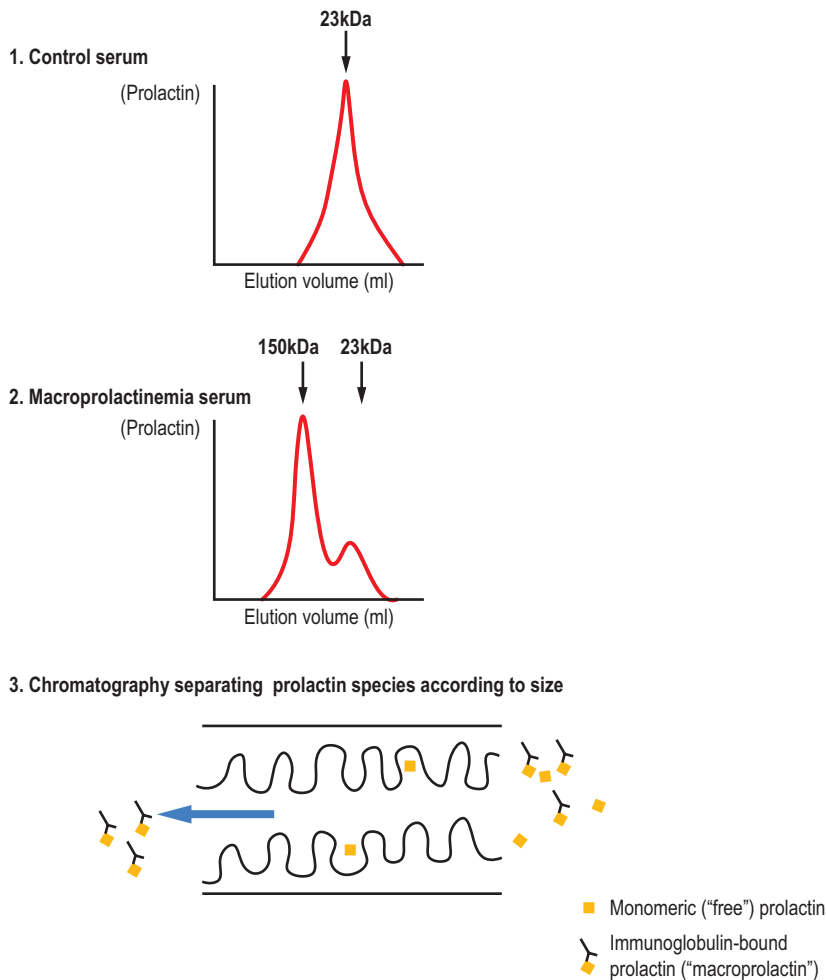 23kDa
1. Control serum
(Prolactin)
Elution volume (ml)
150kDa 23kDa
2. Macroprolactinemia serum
(Prolactin)
Elution volume (ml)
3. Chromatography separating prolactin species according to size
Monomeric (“free”) prolactin
Immunoglobulin-bound
prolactin (“macroprolactin”)